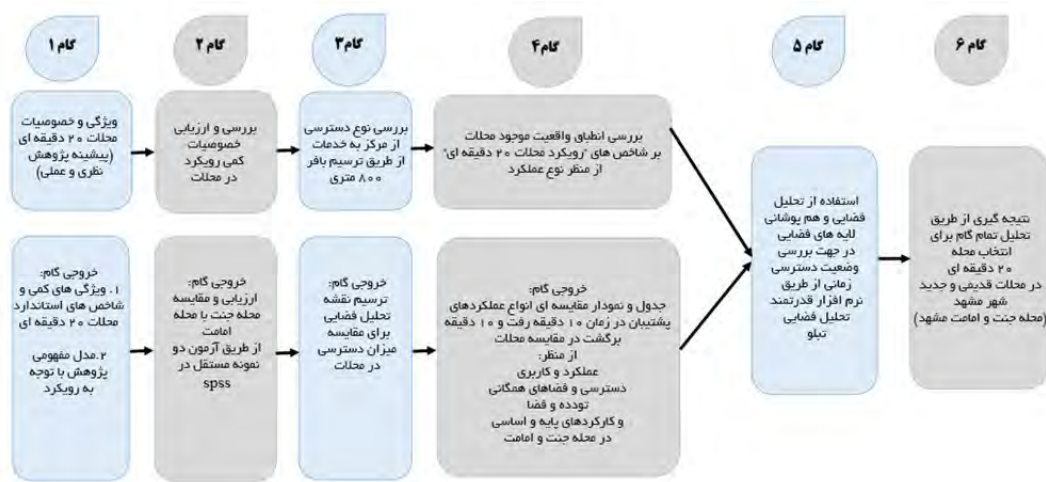 گام ۱
گام ۲
گام ۳
گام ۴
گام ۵
گام ۶
ویژگی و خصوصیات
محلات ۲۰ دقیقه ای
(پیشینه پژوهش
نظری و عملی)
بررسی و ارزیابی
خصوصیات
کمی رویکرد
در محلات
بررسی نوع دسترسی
از مرکز به خدمات
از طریق ترسیم بافر
۸۰۰ متری
بررسی انطباق واقعیت موجود محلات
بر شاخص های "رویکرد محلات ۲۰ دقیقه ای"
از منظر نوع عملکرد
خروجی گام:
۱. ویژگی های کمی و
شاخص های استاندارد
محلات ۲۰ دقیقه ای
۲.مدل مفهومی
پژوهش با توجه
به رویکرد
خروجی گام:
ارزیابی و مقایسه
محله جنت با محله
امامت
از طریق آزمون دو
نمونه مستقل در
spss
خروجی گام:
ترسیم نقشه
تحلیل فضایی
برای مقایسه
میزان دسترسی
در محلات
خروجی گام:
جدول و نمودار مقایسه ای انواع عملکردهای
پشتیبان در زمان ۱۰ دقیقه رفت و ۱۰ دقیقه
برگشت در مقایسه محلات
از منظر:
عملکرد و کاربری
دسترسی و فضاهای همگانی
تودده و فضا
و کارکردهای پایه و اساسی
در محله جنت و امامت
استفاده از تحلیل
فضایی و هم پوشانی
لایه های فضایی
در جهت بررسی
وضعیت دسترسی
زمانی از طریق
نرم افزار قدرتمند
تحلیل فضایی
تبلو
نتیجه گیری از طریق
تحلیل تمام گام برای
انتخاب محله
۲۰ دقیقه ای
در محلات قدیمی و جدید
شهر مشهد
(محله جنت و امامت مشهد)